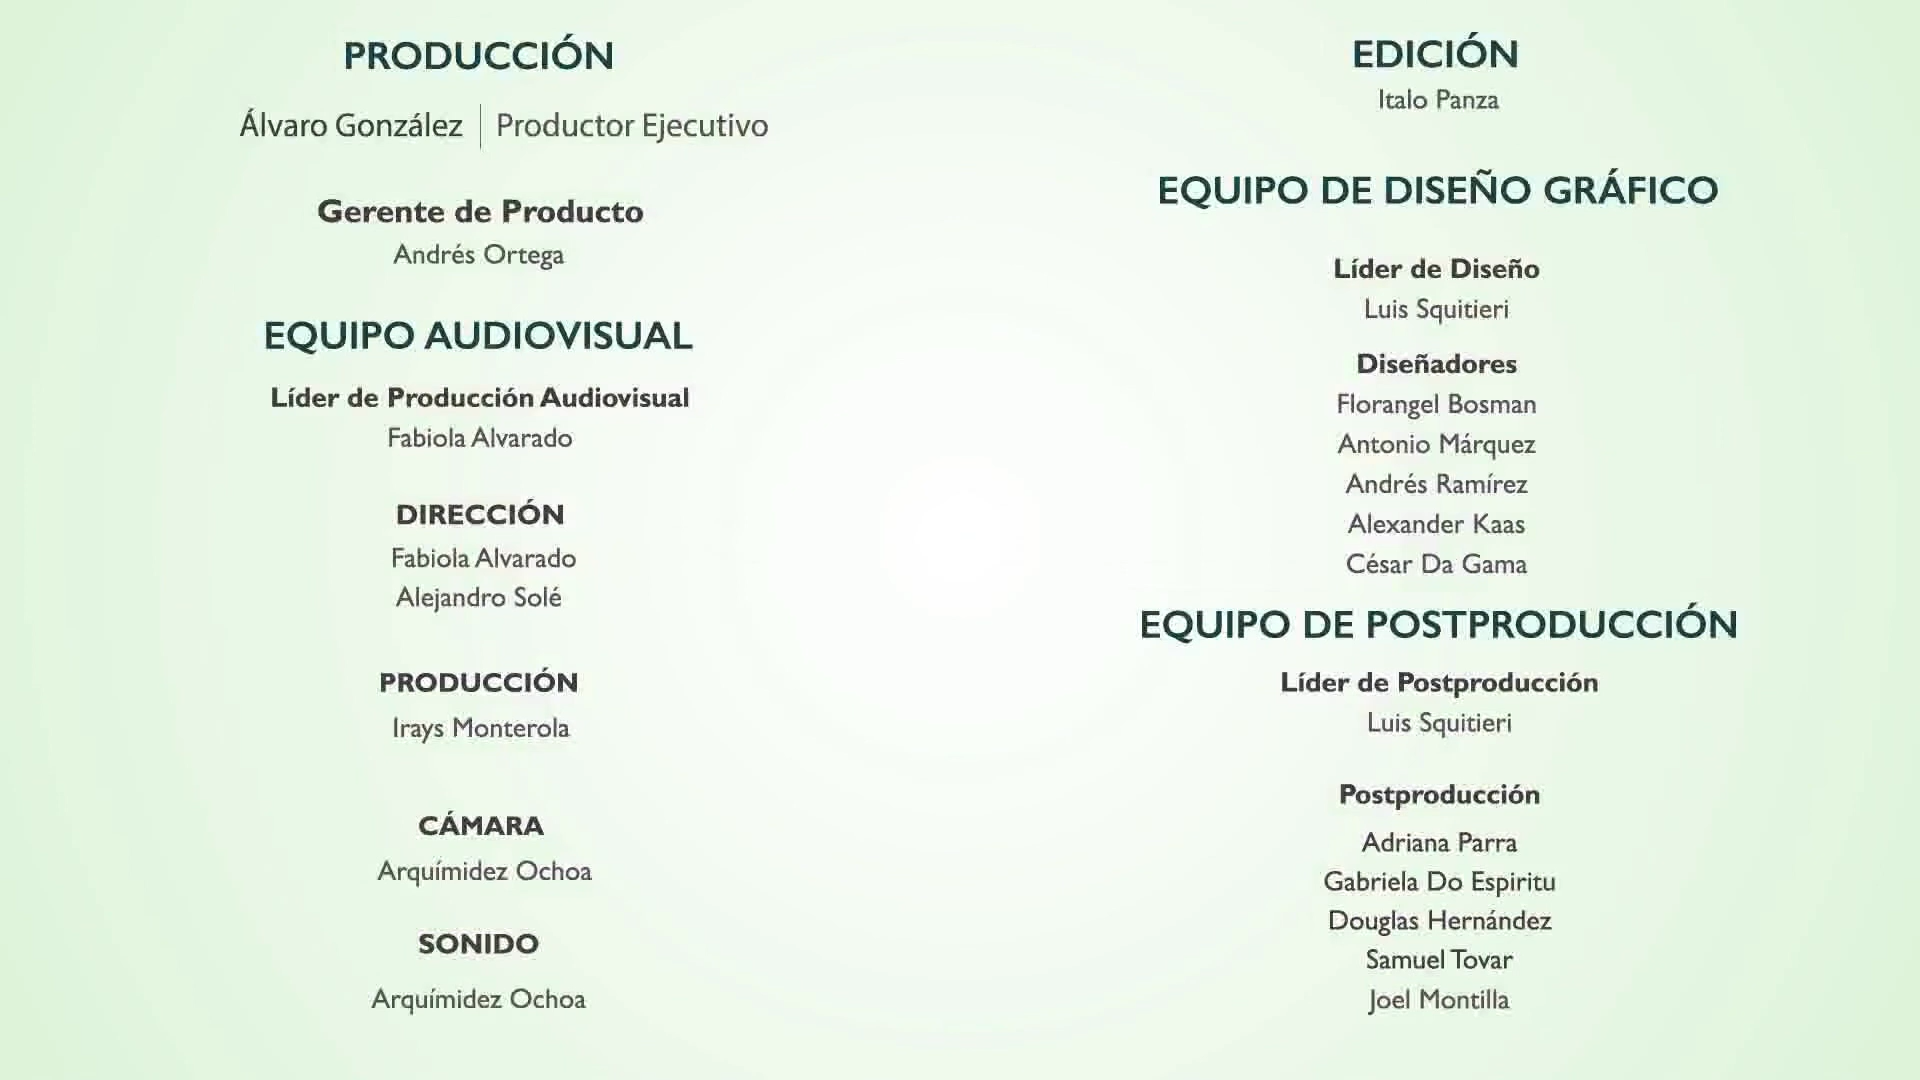 PRODUCCIÓN
Álvaro González | Productor Ejecutivo
Gerente de Producto
Andrés Ortega
EQUIPO AUDIOVISUAL
Líder de Producción Audiovisual
Fabiola Alvarado
DIRECCIÓN
Fabiola Alvarado
Alejandro Solé
PRODUCCIÓN
Irays Monterola
CÁMARA
Arquímidez Ochoa
SONIDO
Arquímidez Ochoa
EDICIÓN
Italo Panza
EQUIPO DE DISEÑO GRÁFICO
Líder de Diseño
Luis Squitieri
Diseñadores
Florangel Bosman
Antonio Márquez
Andrés Ramírez
Alexander Kaas
César Da Gama
EQUIPO DE POSTPRODUCCIÓN
Líder de Postproducción
Luis Squitieri
Postproducción
Adriana Parra
Gabriela Do Espiritu
Douglas Hernández
Samuel Tovar
Joel Montilla